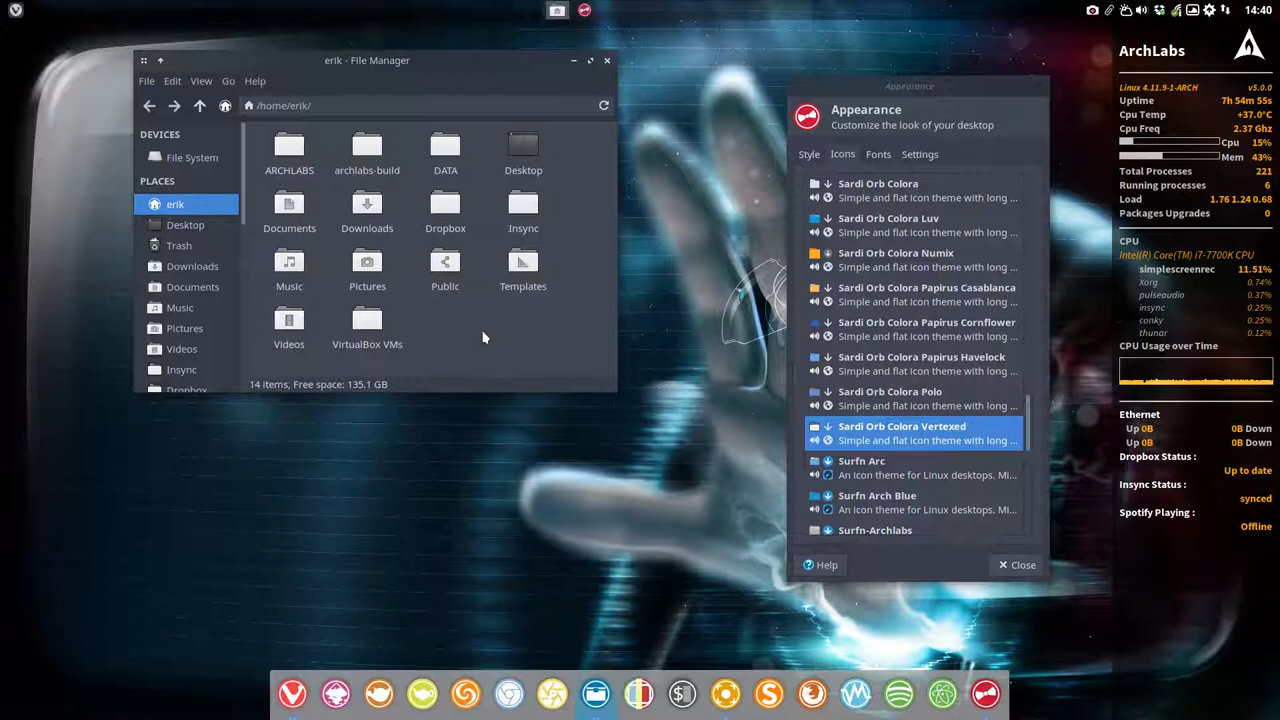 14:40
erik - File Manager
File Edit View Go Help
/home/erik/
DEVICES
File System
PLACES
erik
Desktop
Trash
Downloads
Documents
Music
Pictures
Videos
Insync
Dropbox
ARCHLABS archlabs-build DATA Desktop
Documents Downloads Dropbox Insync
Music Pictures Public Templates
Videos VirtualBox VMs
14 items, Free space: 135.1 GB
Appearance
Appearance
Customize the look of your desktop
Style Icons Fonts Settings
Sardi Orb Colora
Simple and flat icon theme with long ...
Sardi Orb Colora Luv
Simple and flat icon theme with long ...
Sardi Orb Colora Numix
Simple and flat icon theme with long ...
Sardi Orb Colora Papirus Casablanca
Simple and flat icon theme with long ...
Sardi Orb Colora Papirus Cornflower
Simple and flat icon theme with long ...
Sardi Orb Colora Papirus Havelock
Simple and flat icon theme with long ...
Sardi Orb Colora Polo
Simple and flat icon theme with long ...
Sardi Orb Colora Vertexed
Simple and flat icon theme with long ...
Surfn Arc
An icon theme for Linux desktops. Mi...
Surfn Arch Blue
An icon theme for Linux desktops. Mi...
Surfn-Archlabs
Help Close
ArchLabs
Linux 4.11.9-1-ARCH v5.0.0
Uptime 7h 54m 55s
Cpu Temp +37.0°C
Cpu Freq 2.37 Ghz
Cpu 15%
Mem 43%
Total Processes 221
Running processes 6
Load 1.76 1.24 0.68
Packages Upgrades 0
CPU
Intel(R) Core(TM) i7-7700K CPU
simplescreenrec 11.51%
Xorg 0.74%
pulseaudio 0.37%
insync 0.25%
conky 0.25%
thunar 0.12%
CPU Usage over Time
Ethernet
Up 0B 0B Down
Up 0B 0B Down
Dropbox Status :
Up to date
Insync Status :
synced
Spotify Playing :
Offline